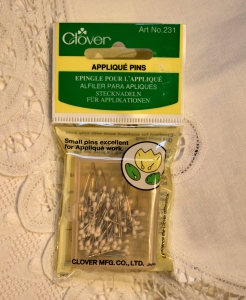 Art No.231
Clover
APPLIQUÉ PINS
EPINGLE POUR L'APPLIQUÉ
ALFILER PARA APLIQUÉS
STECKNADELN
FÜR APPLIKATIONEN
Small pins excellent
for Appliqué work.
CLOVER MFG. CO., LTD.